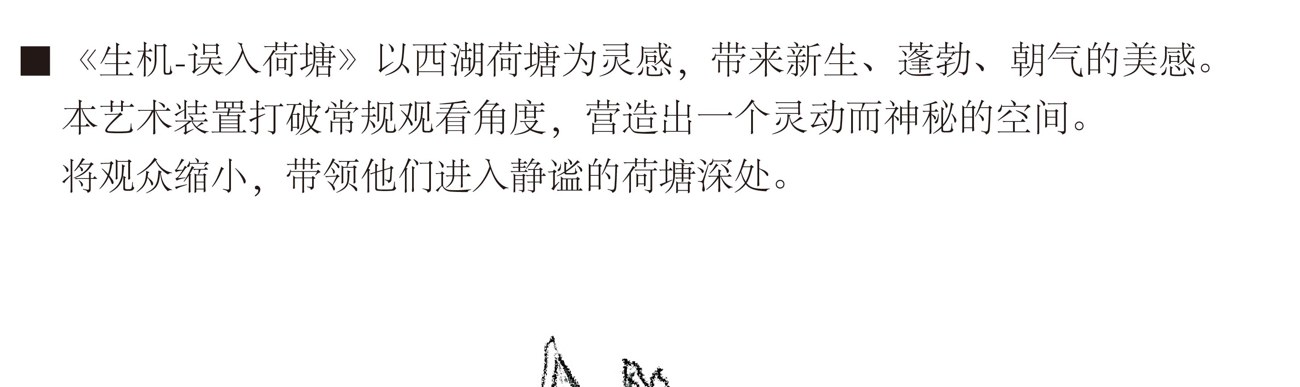 ■ 《生机-误入荷塘》以西湖荷塘为灵感，带来新生、蓬勃、朝气的美感。
本艺术装置打破常规观看角度，营造出一个灵动而神秘的空间。
将观众缩小，带领他们进入静谧的荷塘深处。